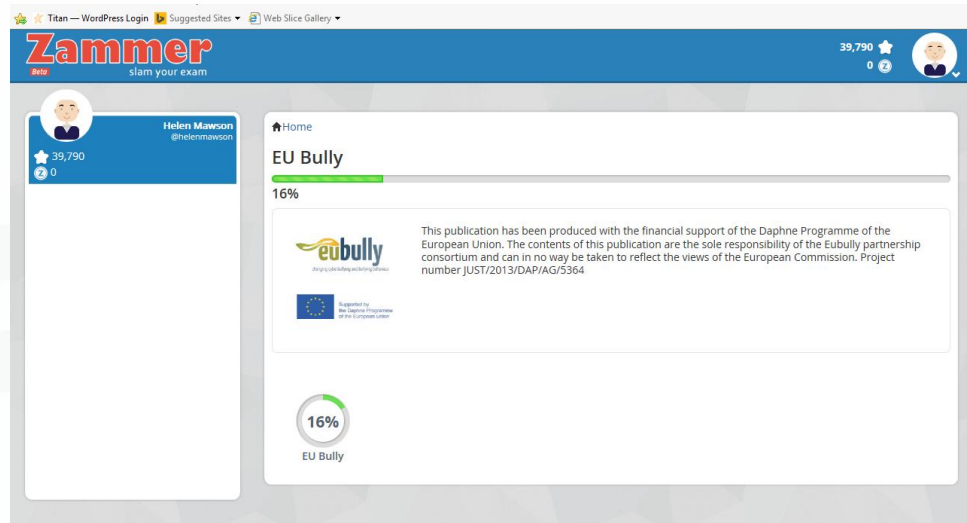 Titan — WordPress Login Suggested Sites Web Slice Gallery
Zammer
Beta
slam your exam
39,790
0
Helen Mawson
@helenmawson
39,790
0
Home
EU Bully
16%
eubully
This publication has been produced with the financial support of the Daphne Programme of the
European Union. The contents of this publication are the sole responsibility of the Eubully partnership
consortium and can in no way be taken to reflect the views of the European Commission. Project
number JUST/2013/DAP/AG/5364
Supported by
the Daphne Programme
of the European Union
16%
EU Bully